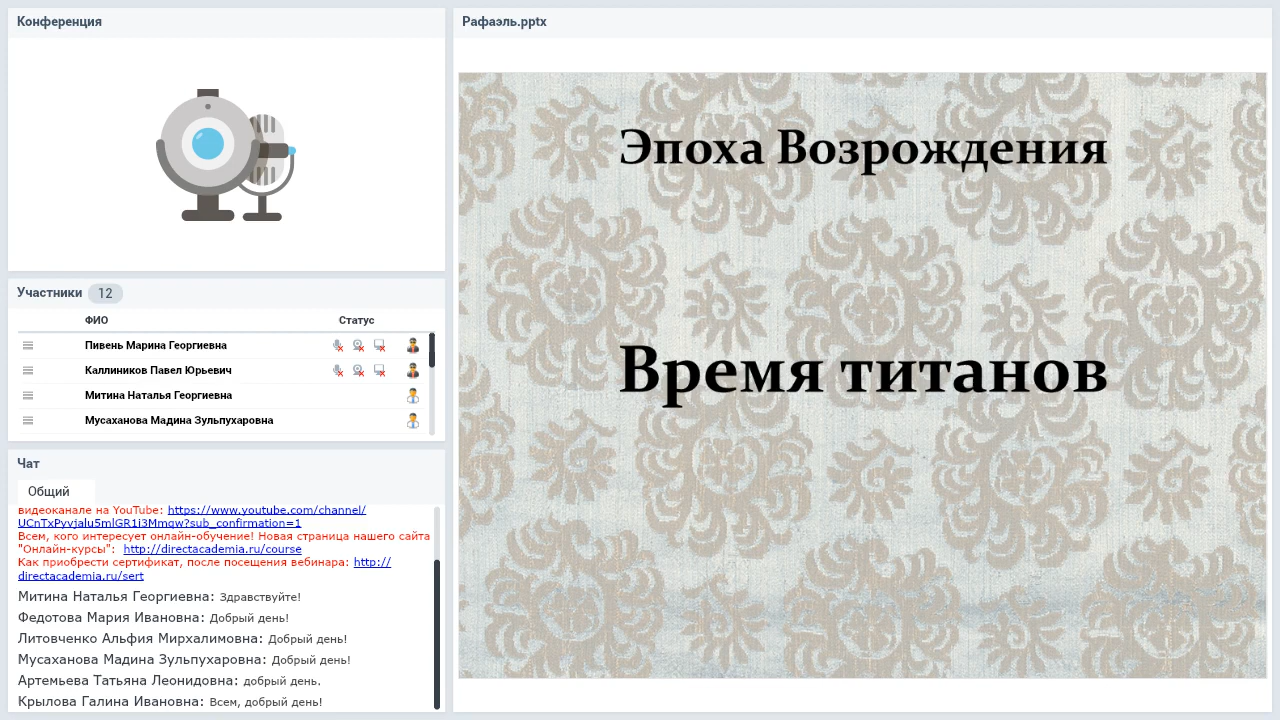 Конференция
Участники 12
ФИО Статус
Пивень Марина Георгиевна
Каллиников Павел Юрьевич
Митина Наталья Георгиевна
Мусаханова Мадина Зульпухаровна
Чат
Общий
видеоканале на YouTube: https://www.youtube.com/channel/
UCnTxPyvjalu5mlGR1i3Mmqw?sub_confirmation=1
Всем, кого интересует онлайн-обучение! Новая страница нашего сайта
"Онлайн-курсы": http://directacademia.ru/course
Как приобрести сертификат, после посещения вебинара: http://
directacademia.ru/sert
Митина Наталья Георгиевна: Здравствуйте!
Федотова Мария Ивановна: Добрый день!
Литовченко Альфия Мирхалимовна: Добрый день!
Мусаханова Мадина Зульпухаровна: Добрый день!
Артемьева Татьяна Леонидовна: добрый день.
Крылова Галина Ивановна: Всем, добрый день!
Рафаэль.pptx
Эпоха Возрождения
Время титанов